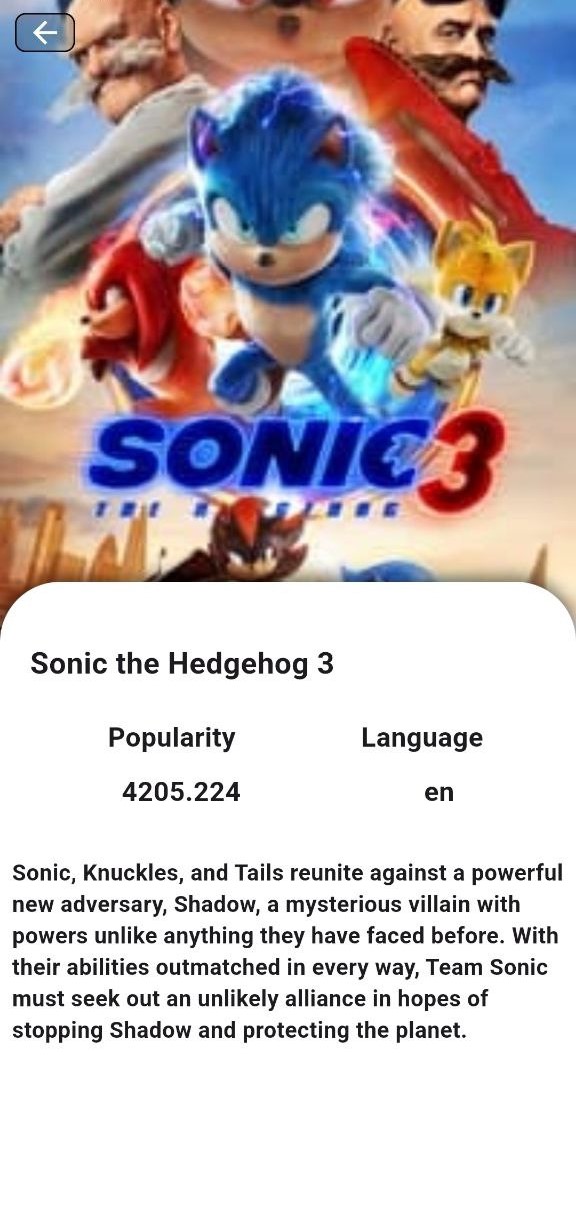 SONIC 3
Sonic the Hedgehog 3
Popularity
Language
4205.224
en
Sonic, Knuckles, and Tails reunite against a powerful
new adversary, Shadow, a mysterious villain with
powers unlike anything they have faced before. With
their abilities outmatched in every way, Team Sonic
must seek out an unlikely alliance in hopes of
stopping Shadow and protecting the planet.